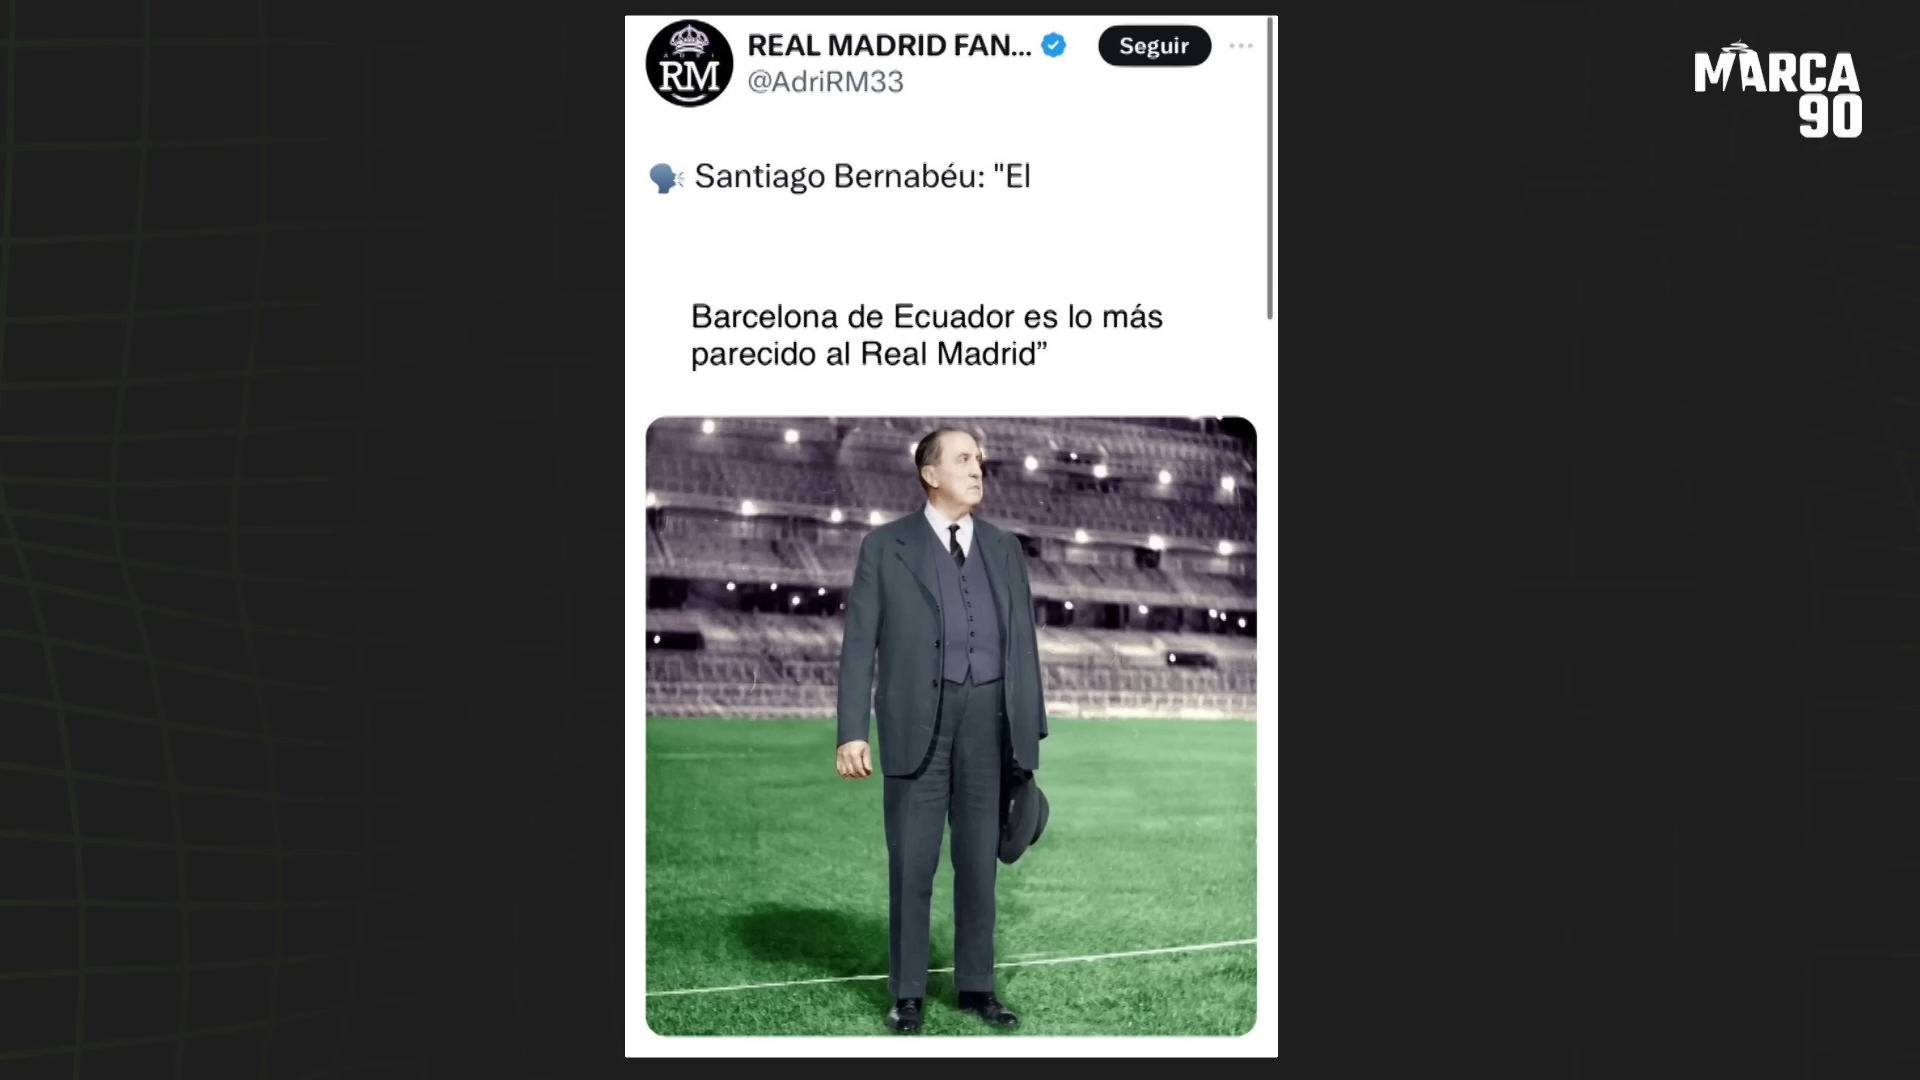 REAL MADRID FAN...
Seguir
@AdriRM33
RM
MARCA
90
Santiago Bernabéu: "El
Barcelona de Ecuador es lo más
parecido al Real Madrid”